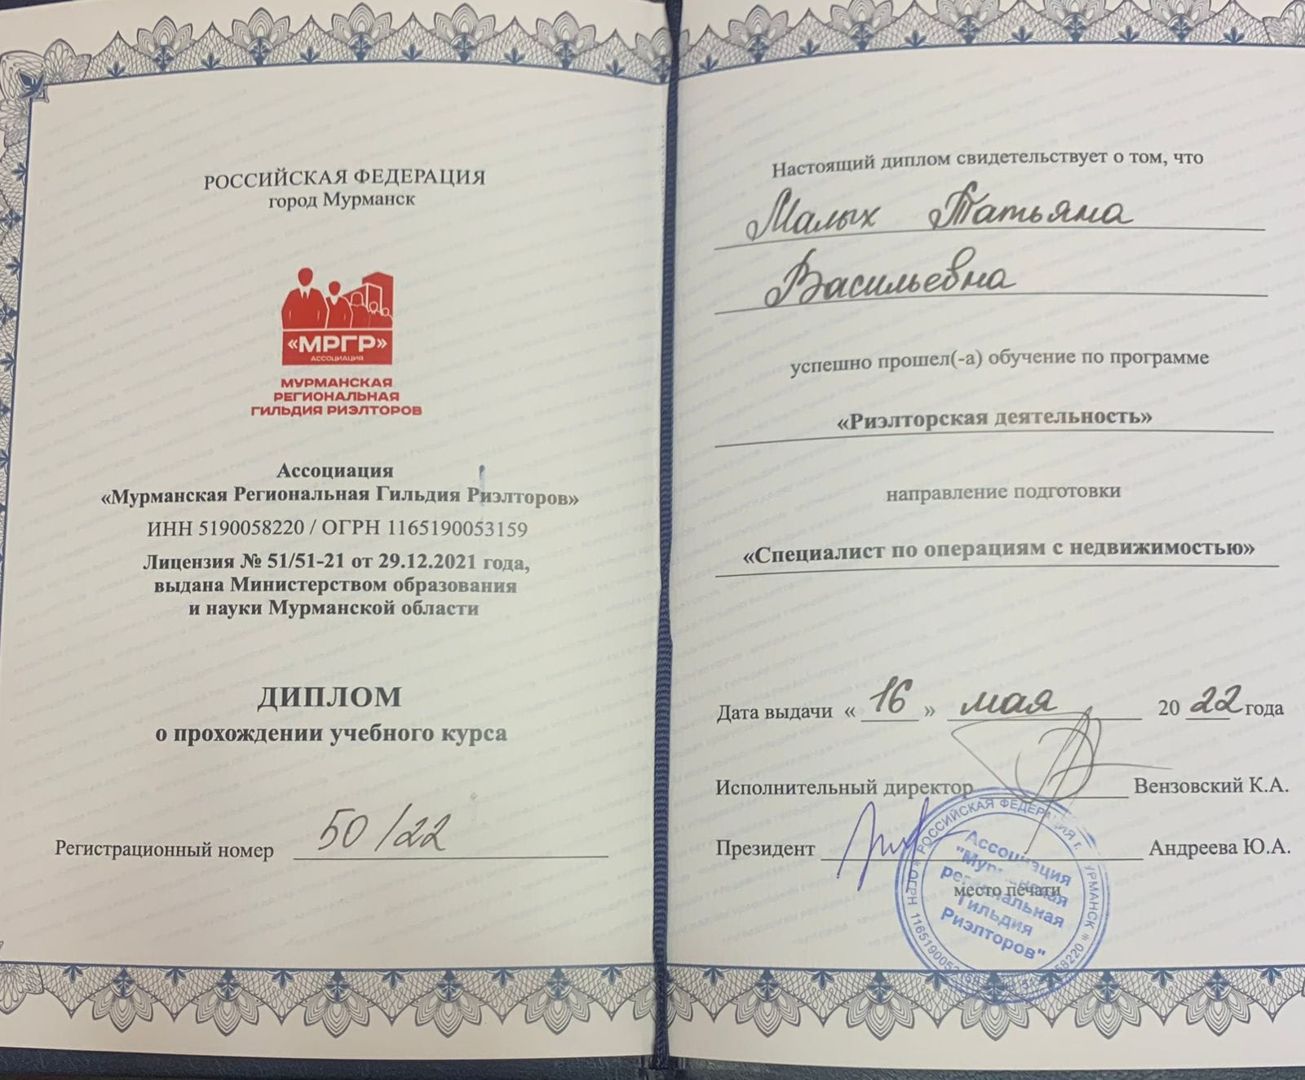 РОССИЙСКАЯ ФЕДЕРАЦИЯ
город Мурманск
«МРГР»
АССОЦИАЦИЯ
МУРМАНСКАЯ
РЕГИОНАЛЬНАЯ
ГИЛЬДИЯ РИЭЛТОРОВ
Ассоциация
«Мурманская Региональная Гильдия Риэлторов»
ИНН 5190058220 / ОГРН 1165190053159
Лицензия № 51/51-21 от 29.12.2021 года,
выдана Министерством образования
и науки Мурманской области
ДИПЛОМ
о прохождении учебного курса
Регистрационный номер 50/22
Настоящий диплом свидетельствует о том, что
Малых Татьяна
Васильевна
успешно прошел(-а) обучение по программе
«Риэлторская деятельность»
направление подготовки
«Специалист по операциям с недвижимостью»
Дата выдачи «16» мая 2022 года
Исполнительный директор Вензовский К.А.
Президент Андреева Ю.А.
место печати
РОССИЙСКАЯ ФЕДЕРАЦИЯ г.
Ассоциация
региональная
Гильдия
Риэлторов"